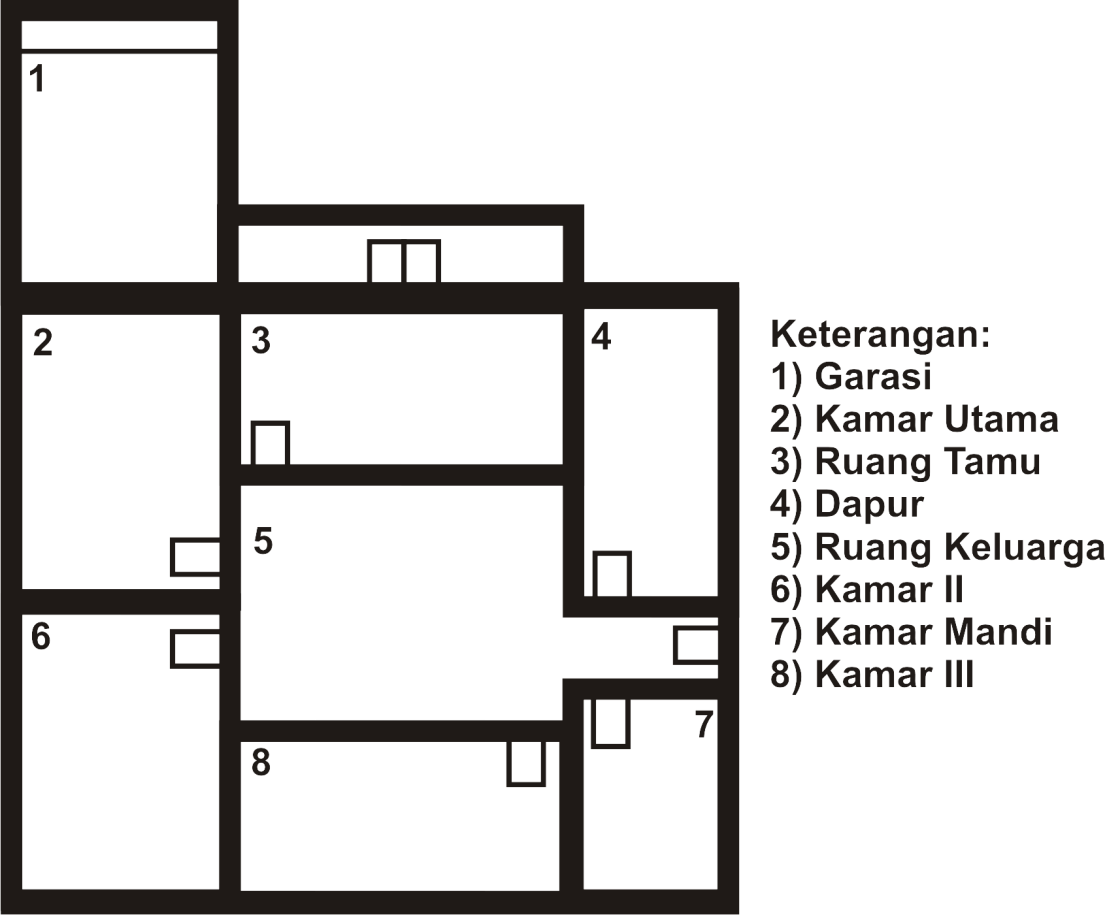 1
2
3
4
5
6
7
8
Keterangan:
1) Garasi
2) Kamar Utama
3) Ruang Tamu
4) Dapur
5) Ruang Keluarga
6) Kamar II
7) Kamar Mandi
8) Kamar III